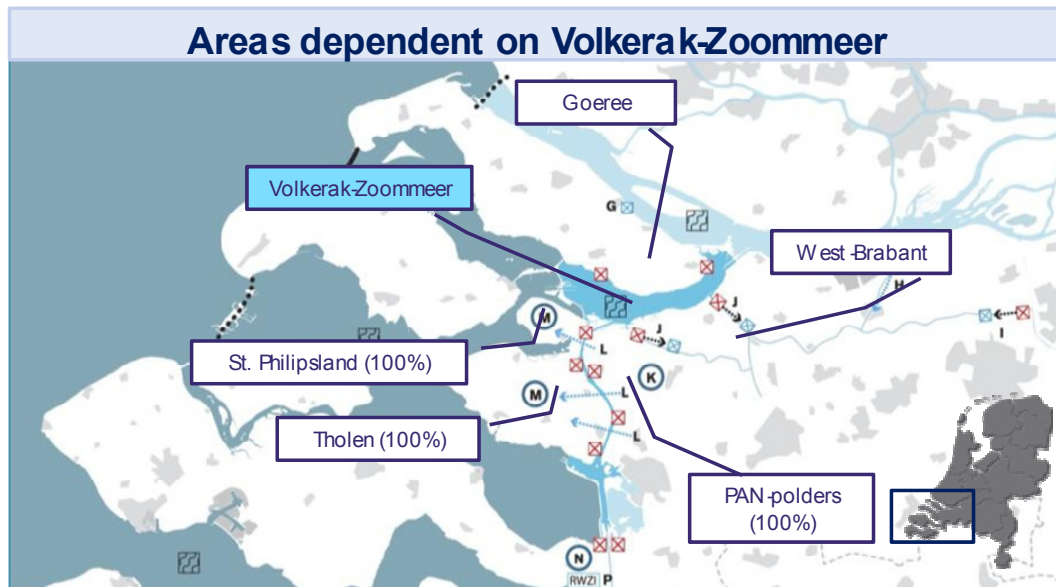 Areas dependent on Volkerak-Zoommeer
Goeree
Volkerak-Zoommeer
G
West-Brabant
H
J
I
M
J
L
St. Philipsland (100%)
K
M
L
Tholen (100%)
L
PAN-polders
(100%)
N
RWZI P